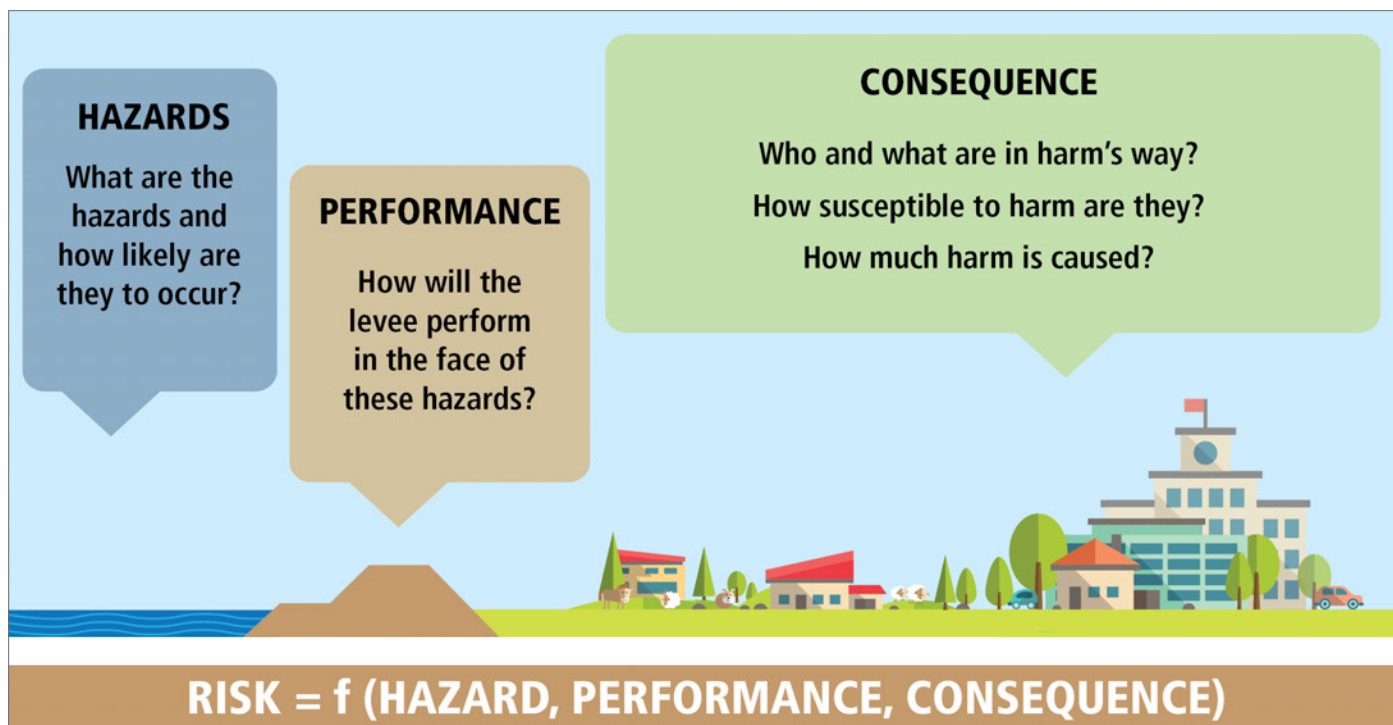 HAZARDS
What are the
hazards and
how likely are
they to occur?
PERFORMANCE
How will the
levee perform
in the face of
these hazards?
CONSEQUENCE
Who and what are in harm's way?
How susceptible to harm are they?
How much harm is caused?
RISK = f (HAZARD, PERFORMANCE, CONSEQUENCE)